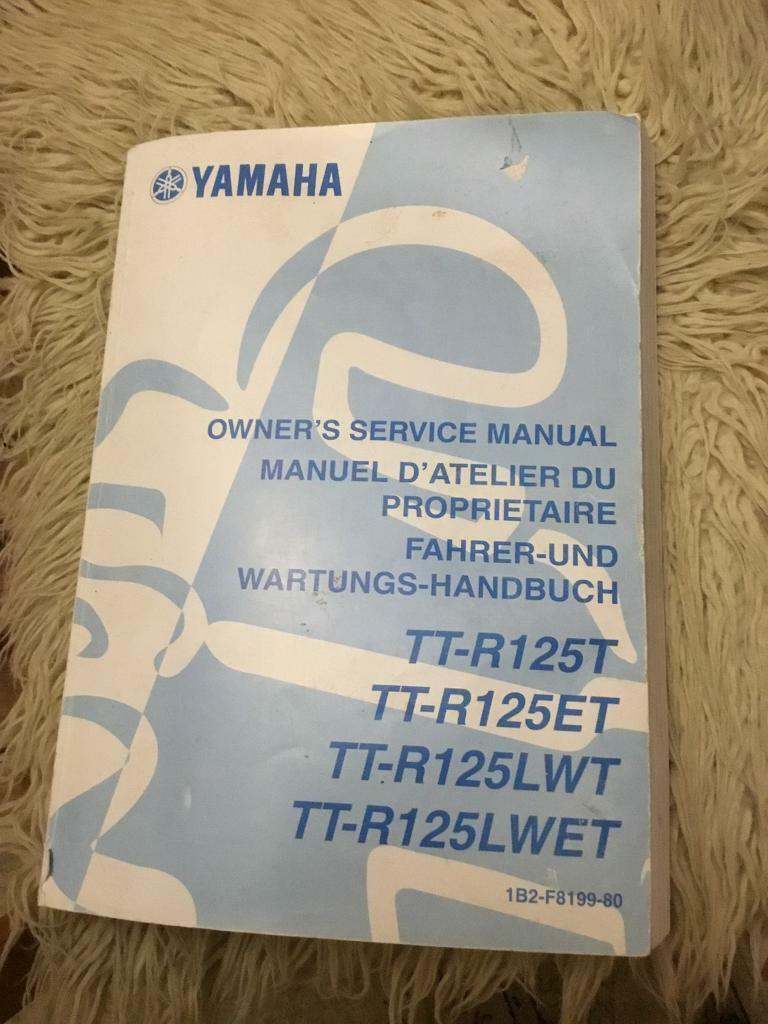 YAMAHA
OWNER'S SERVICE MANUAL
MANUEL D'ATELIER DU
PROPRIETAIRE
FAHRER-UND
WARTUNGS-HANDBUCH
TT-R125T
TT-R125ET
TT-R125LWT
TT-R125LWET
1B2-F8199-80